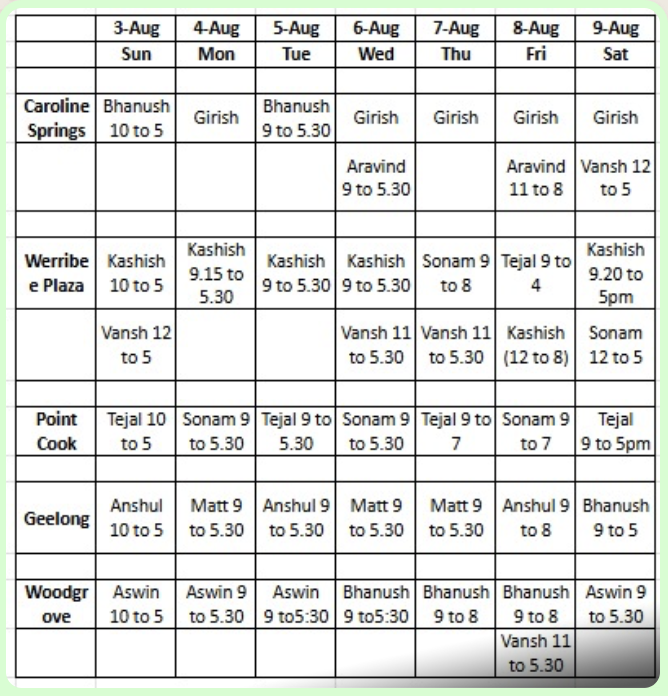 3-Aug 4-Aug 5-Aug 6-Aug 7-Aug 8-Aug 9-Aug
Sun Mon Tue Wed Thu Fri Sat
Caroline Springs Bhanush 10 to 5 Girish Bhanush 9 to 5.30 Girish Girish Girish Girish
Aravind 9 to 5.30 Aravind 11 to 8 Vansh 12 to 5
Werribee Plaza Kashish 10 to 5 Kashish 9.15 to 5.30 Kashish 9 to 5.30 Kashish 9 to 5.30 Sonam 9 to 8 Tejal 9 to 4 Kashish 9.20 to 5pm
Vansh 12 to 5 Vansh 11 to 5.30 Vansh 11 to 5.30 Kashish (12 to 8) Sonam 12 to 5
Point Cook Tejal 10 to 5 Sonam 9 to 5.30 Tejal 9 to 5.30 Sonam 9 to 5.30 Tejal 9 to 7 Sonam 9 to 7 Tejal 9 to 5pm
Geelong Anshul 10 to 5 Matt 9 to 5.30 Anshul 9 to 5.30 Matt 9 to 5.30 Matt 9 to 5.30 Anshul 9 to 8 Bhanush 9 to 5
Woodgrove Aswin 10 to 5 Aswin 9 to 5.30 Aswin 9 to5:30 Bhanush 9 to5:30 Bhanush 9 to 8 Bhanush 9 to 8 Aswin 9 to 5.30
Vansh 11 to 5.30